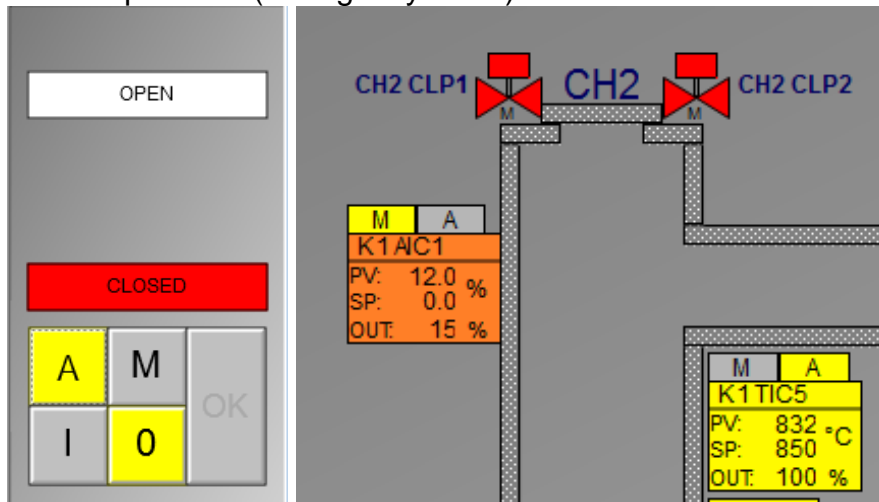 OPEN
CLOSED
A M
OK
I 0
CH2 CLP1 CH2 CH2 CLP2
M M
M A
K1 AIC1
PV: 12.0 %
SP: 0.0
OUT: 15 %
M A
K1 TIC5
PV: 832 °C
SP: 850
OUT: 100 %